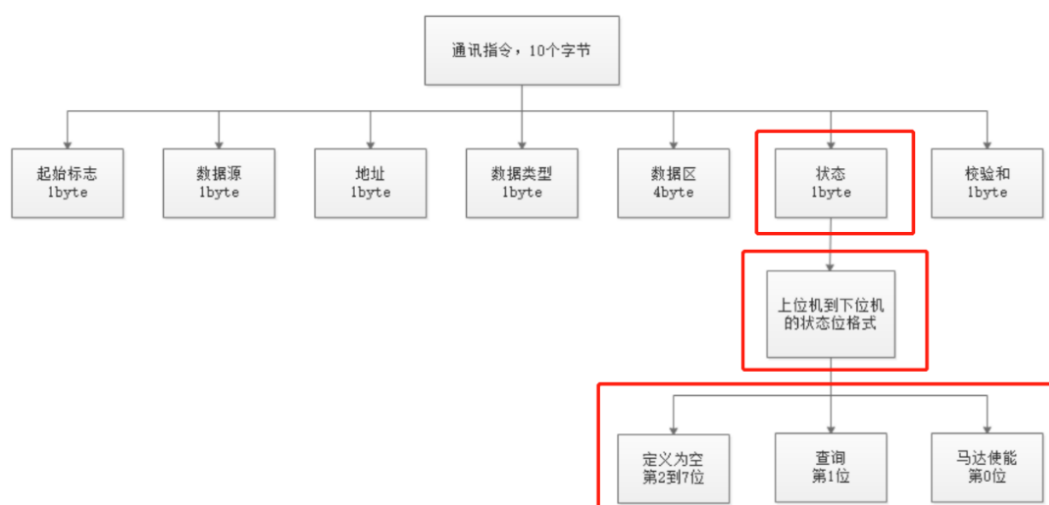 通讯指令，10个字节
起始标志
1byte
数据源
1byte
地址
1byte
数据类型
1byte
数据区
4byte
状态
1byte
校验和
1byte
上位机到下位机
的状态位格式
定义为空
第2到7位
查询
第1位
马达使能
第0位